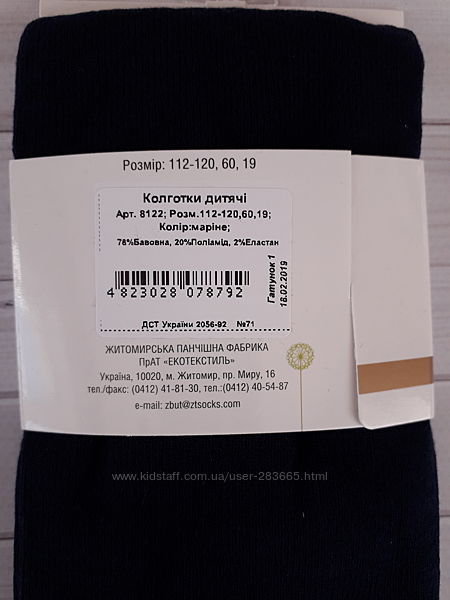 Розмір: 112-120, 60, 19
Колготки дитячі
Арт. 8122; Розм.112-120,60,19;
Колір:маріне;
78%Бавовна, 20%Поліамід, 2%Еластан
4 823028 078792
Гатунок 1
18.02.2019
ДСТ України 2056-92 №71
ЖИТОМИРСЬКА ПАНЧІШНА ФАБРИКА
ПрАТ «ЕКОТЕКСТИЛЬ»
Україна, 10020, м. Житомир, пр. Миру, 16
тел./факс: (0412) 41-81-30, тел.:(0412) 40-54-87
e-mail: zbut@ztsocks.com
www.kidstaff.com.ua/user-283665.html